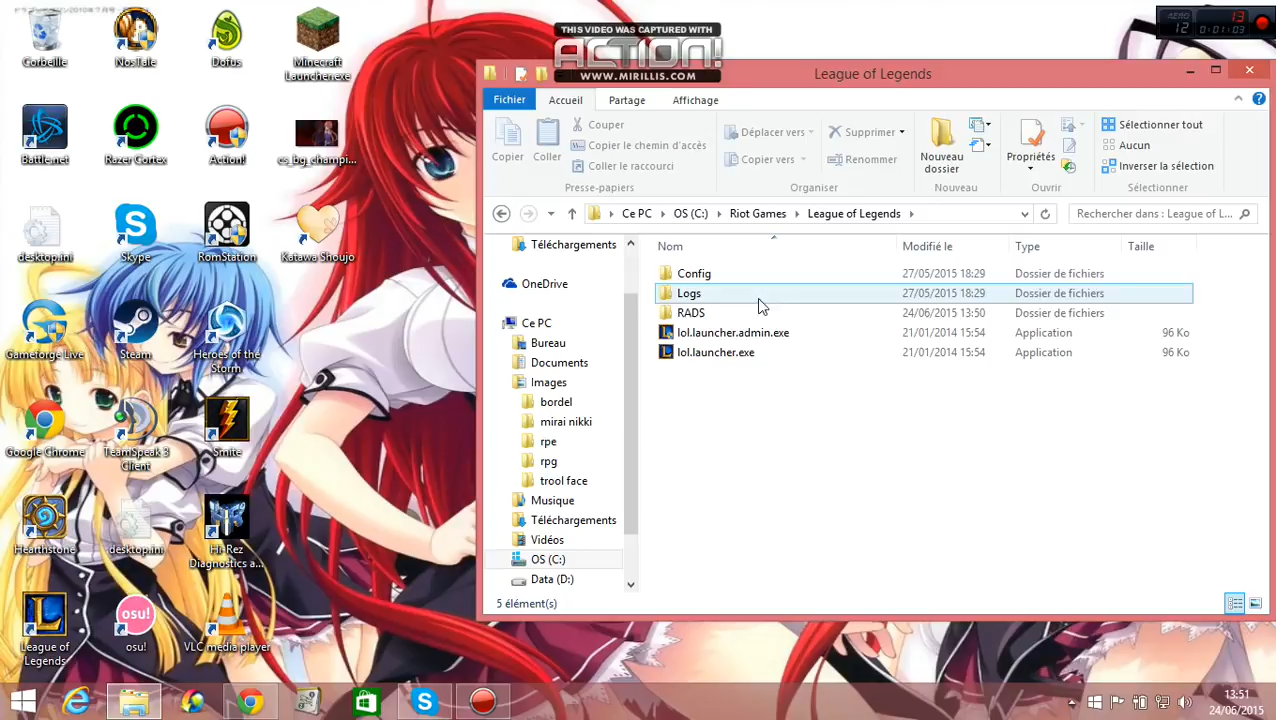 Corbeille
NosTale
Dofus
Minecraft
Launcher.exe
Battle.net
Razer Cortex
Action!
cs_bg_champi...
desktop.ini
Skype
RomStation
Katawa Shoujo
Gameforge Live
Steam
Heroes of the
Storm
Google Chrome
TeamSpeak 3
Client
Smite
Hearthstone
desktop.ini
Hi-Rez
Diagnostics a...
League of
Legends
osu!
osu!
VLC media player
THIS VIDEO WAS CAPTURED WITH
ACTION!
WWW.MIRILLIS.COM
13
12
0:01:03
League of Legends
Fichier
Accueil
Partage
Affichage
Copier
Coller
Couper
Copier le chemin d'accès
Coller le raccourci
Presse-papiers
Déplacer vers
Supprimer
Copier vers
Renommer
Organiser
Nouveau
dossier
Nouveau
Propriétés
Ouvrir
Sélectionner tout
Aucun
Inverser la sélection
Sélectionner
Ce PC
OS (C:)
Riot Games
League of Legends
Rechercher dans : League of L...
Téléchargements
OneDrive
Ce PC
Bureau
Documents
Images
bordel
mirai nikki
rpe
rpg
trool face
Musique
Téléchargements
Vidéos
OS (C:)
Data (D:)
Nom
Modifié le
Type
Taille
Config
27/05/2015 18:29
Dossier de fichiers
Logs
27/05/2015 18:29
Dossier de fichiers
RADS
24/06/2015 13:50
Dossier de fichiers
lol.launcher.admin.exe
21/01/2014 15:54
Application
96 Ko
lol.launcher.exe
21/01/2014 15:54
Application
96 Ko
5 élément(s)
13:51
24/06/2015